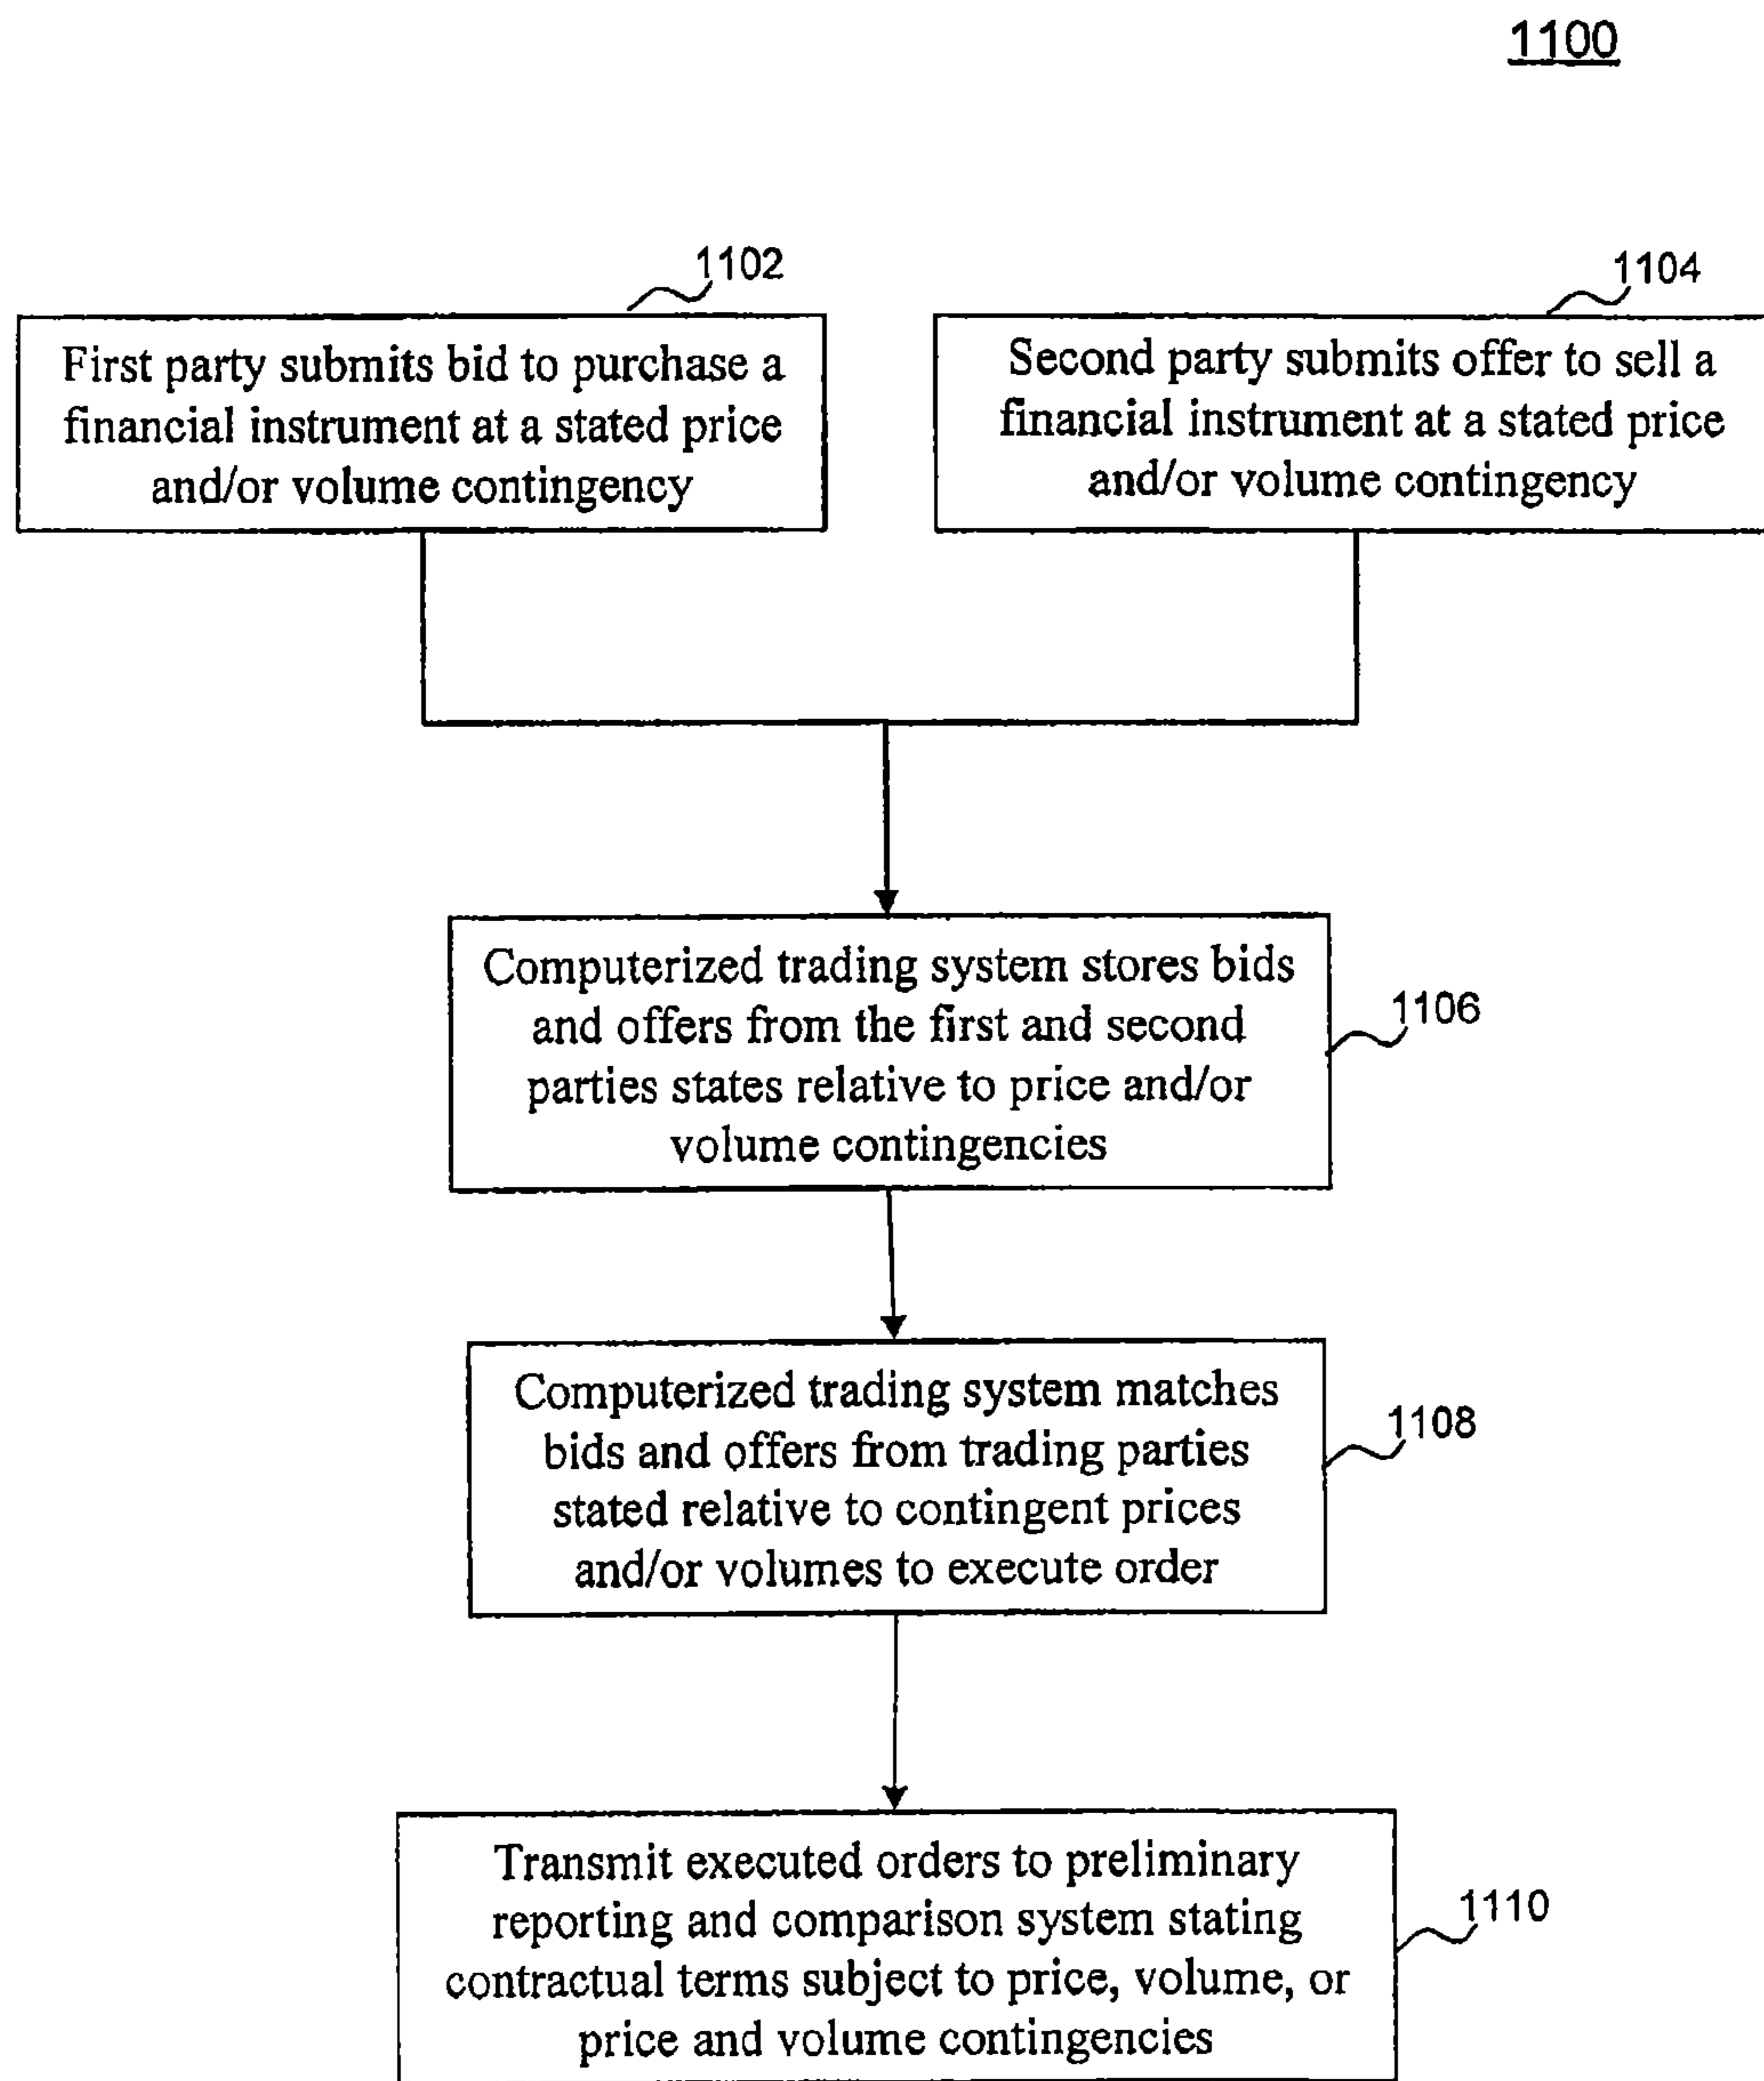 1100
1102
First party submits bid to purchase a
financial instrument at a stated price
and/or volume contingency
1104
Second party submits offer to sell a
financial instrument at a stated price
and/or volume contingency
Computerized trading system stores bids
and offers from the first and second
parties states relative to price and/or
volume contingencies
1106
Computerized trading system matches
bids and offers from trading parties
stated relative to contingent prices
and/or volumes to execute order
1108
Transmit executed orders to preliminary
reporting and comparison system stating
contractual terms subject to price, volume, or
price and volume contingencies
1110